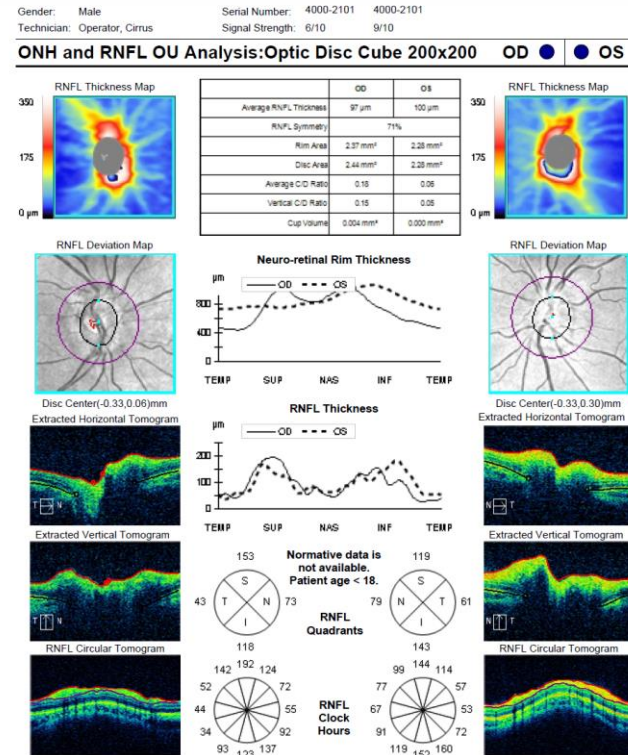 Gender: Male Serial Number: 4000-2101 4000-2101
Technician: Operator, Cirrus Signal Strength: 6/10 9/10
ONH and RNFL OU Analysis:Optic Disc Cube 200x200 OD OS
RNFL Thickness Map
350
175
0 µm
OD OS
Average RNFL Thickness 97 µm 100 µm
RNFL Symmetry 71%
Rim Area 2.37 mm² 2.28 mm²
Disc Area 2.44 mm² 2.28 mm²
Average C/D Ratio 0.18 0.06
Vertical C/D Ratio 0.15 0.05
Cup Volume 0.004 mm³ 0.000 mm³
RNFL Thickness Map
350
175
0 µm
RNFL Deviation Map
Disc Center(-0.33,0.06)mm
Neuro-retinal Rim Thickness
µm
OD OS
800
400
0
TEMP SUP NAS INF TEMP
RNFL Deviation Map
Disc Center(-0.33,0.30)mm
Extracted Horizontal Tomogram
T N
RNFL Thickness
µm
OD OS
200
100
0
TEMP SUP NAS INF TEMP
Extracted Horizontal Tomogram
N T
Extracted Vertical Tomogram
T N
Extracted Vertical Tomogram
N T
Normative data is
not available.
Patient age < 18.
RNFL
Quadrants
153
43 S T N I 73
118
119
79 S N T I 61
143
RNFL Circular Tomogram
RNFL Circular Tomogram
RNFL
Clock
Hours
192
142 124
52 72
44 55
34 92
93 137
123
144
99 114
77 57
67 53
91 72
119 160
152